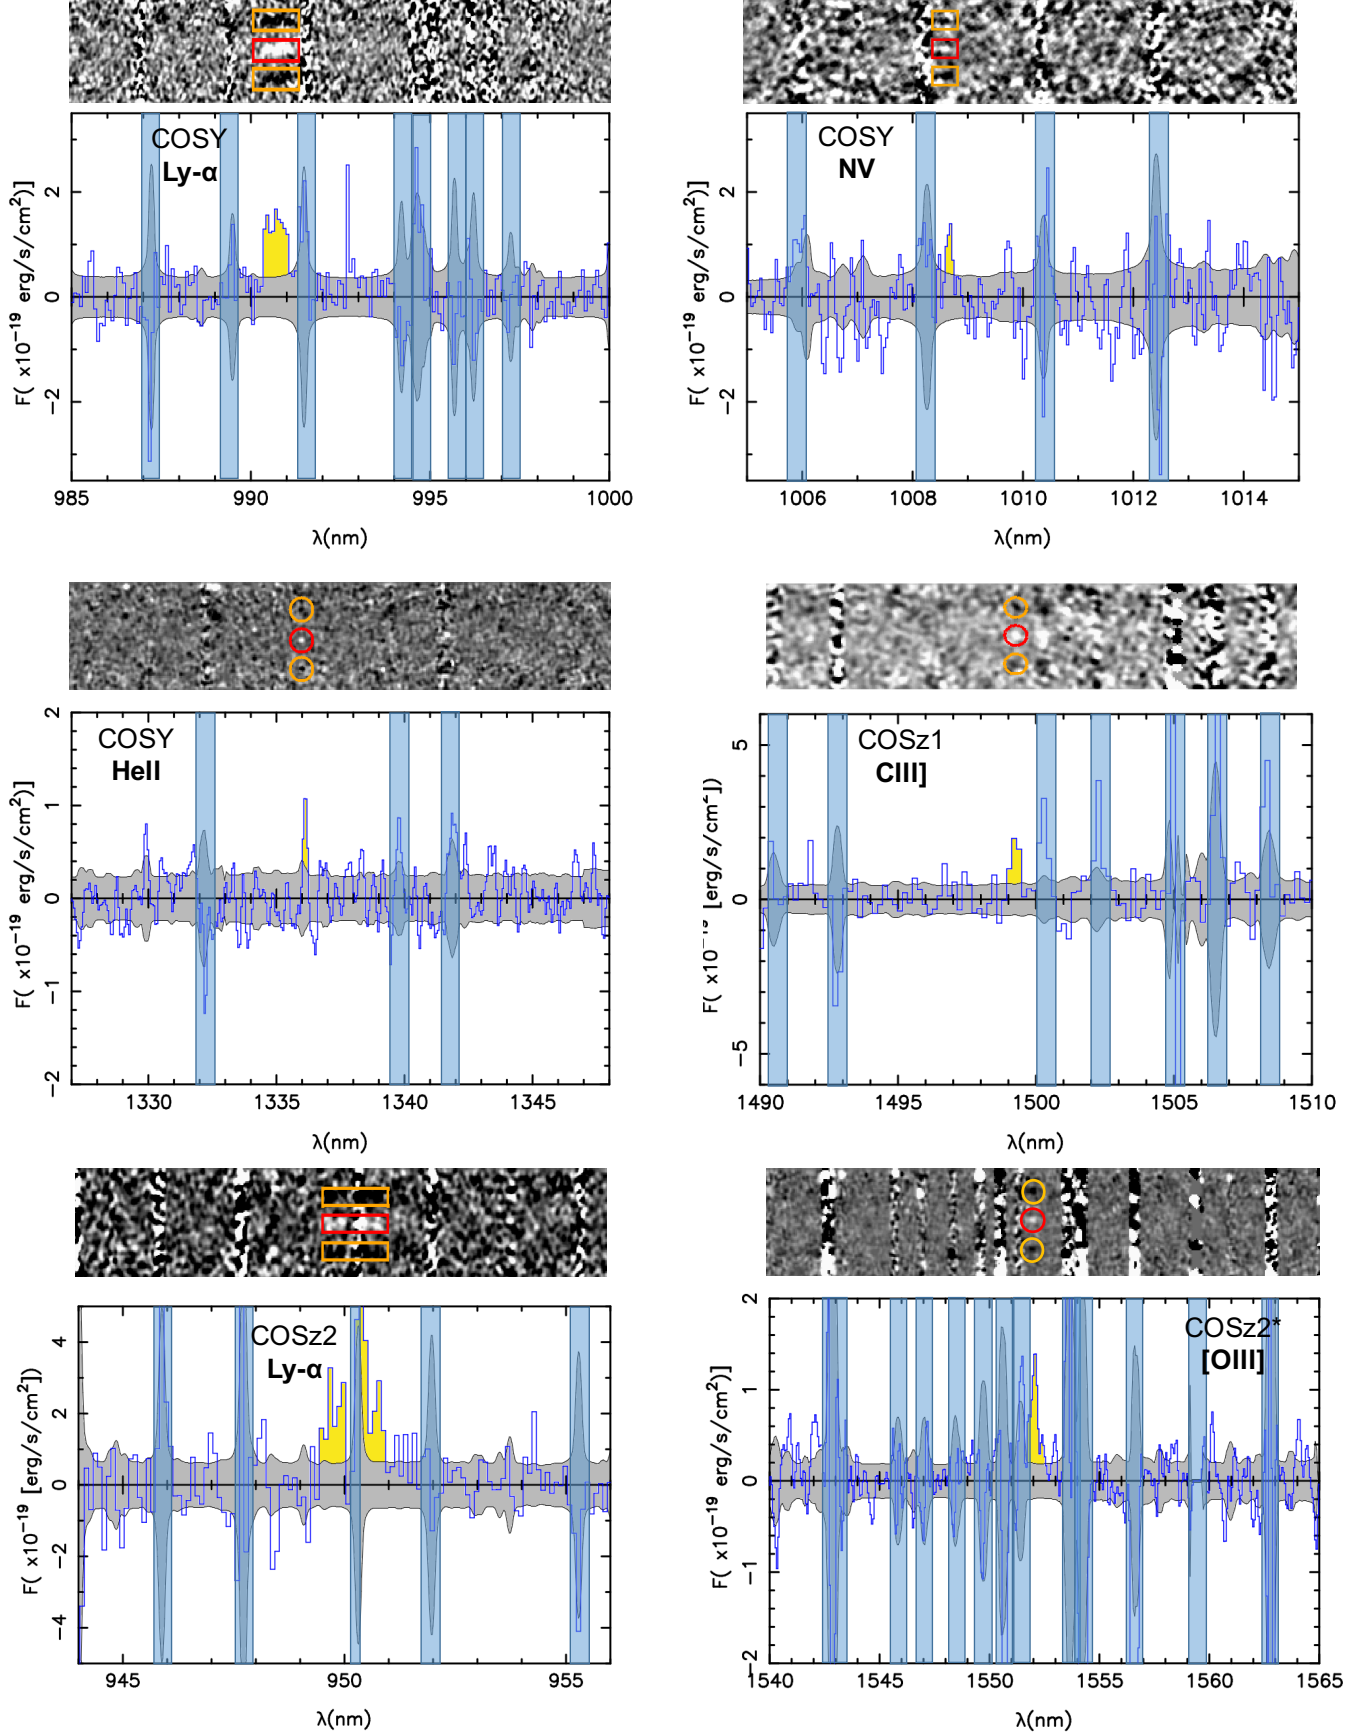 COSY
Ly-α
2
0
−2
F( x10⁻¹⁹ erg/s/cm²)]
985
990
995
1000
λ(nm)
COSY
NV
2
0
−2
F( x10⁻¹⁹ erg/s/cm²)]
1006
1008
1010
1012
1014
λ(nm)
COSY
HeII
2
1
0
−1
−2
F( x10⁻¹⁹ erg/s/cm²)]
1330
1335
1340
1345
λ(nm)
COSz1
CIII]
5
0
−5
F( x10⁻¹⁹ [erg/s/cm²])
1490
1495
1500
1505
1510
λ(nm)
COSz2
Ly-α
4
2
0
−2
−4
F( x10⁻¹⁹ [erg/s/cm²]
945
950
955
λ(nm)
COSz2*
[OIII]
2
1
0
−1
−2
F( x10⁻¹⁹ erg/s/cm²)]
1540
1545
1550
1555
1560
1565
λ(nm)